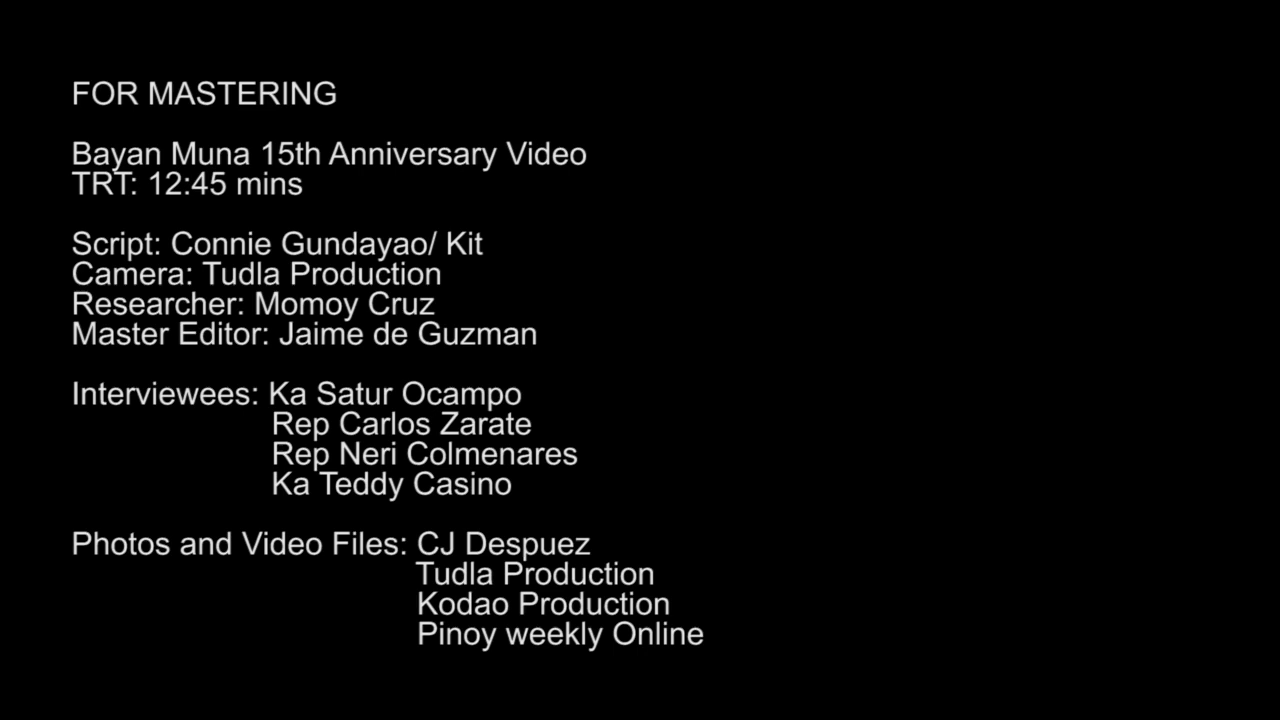 FOR MASTERING
Bayan Muna 15th Anniversary Video
TRT: 12:45 mins
Script: Connie Gundayao/ Kit
Camera: Tudla Production
Researcher: Momoy Cruz
Master Editor: Jaime de Guzman
Interviewees: Ka Satur Ocampo
Rep Carlos Zarate
Rep Neri Colmenares
Ka Teddy Casino
Photos and Video Files: CJ Despuez
Tudla Production
Kodao Production
Pinoy weekly Online